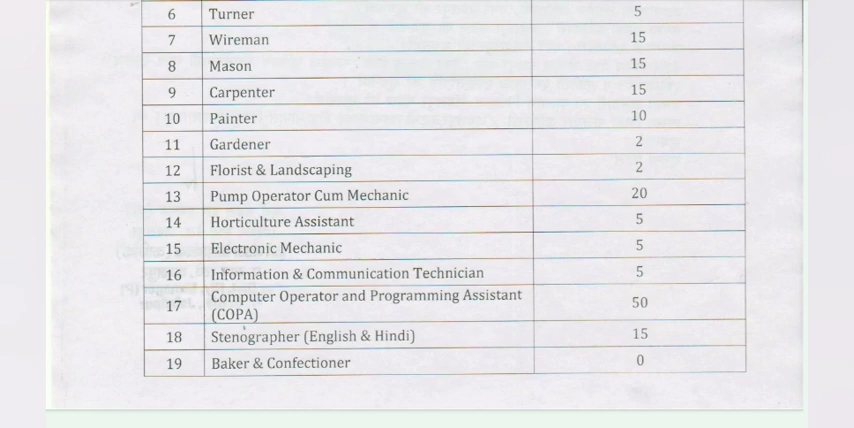 6 Turner 5
7 Wireman 15
8 Mason 15
9 Carpenter 15
10 Painter 10
11 Gardener 2
12 Florist & Landscaping 2
13 Pump Operator Cum Mechanic 20
14 Horticulture Assistant 5
15 Electronic Mechanic 5
16 Information & Communication Technician 5
17 Computer Operator and Programming Assistant 50
(COPA)
18 Stenographer (English & Hindi) 15
19 Baker & Confectioner 0